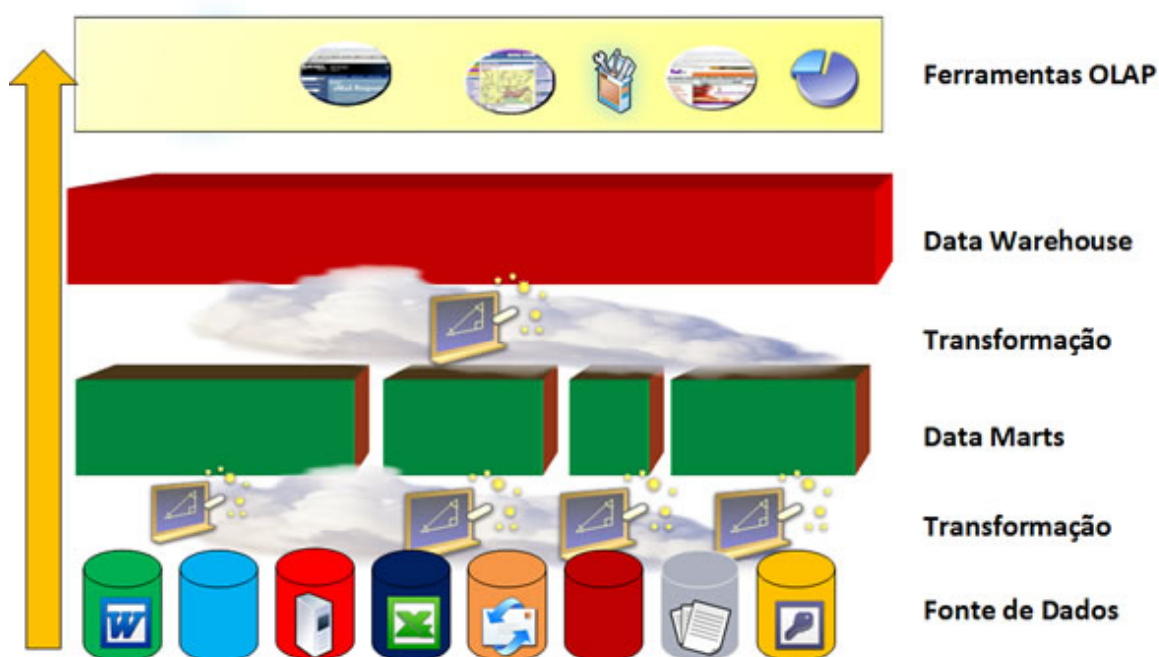 Ferramentas OLAP
Data Warehouse
Transformação
Data Marts
Transformação
Fonte de Dados